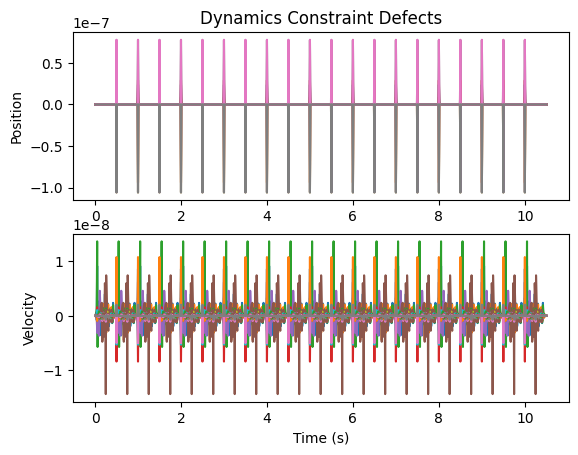 Dynamics Constraint Defects
1e−7
0.5
0.0
−0.5
−1.0
Position
0 2 4 6 8 10
1e−8
1
0
−1
Velocity
0 2 4 6 8 10
Time (s)